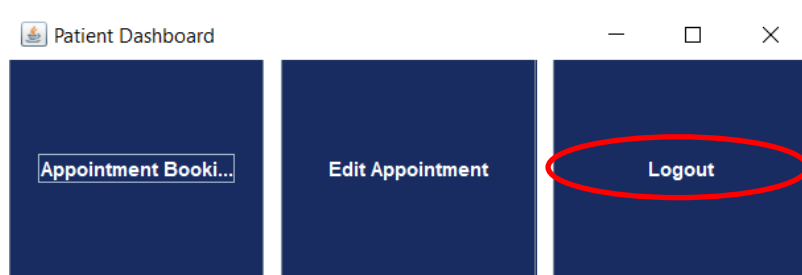 Patient Dashboard
Appointment Booki...
Edit Appointment
Logout